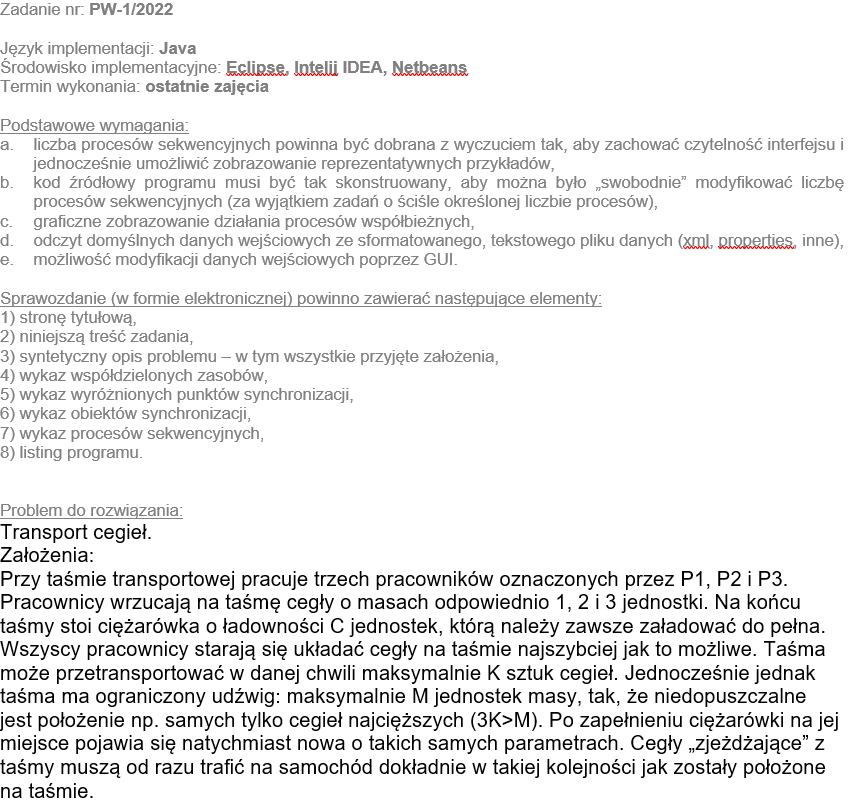 Zadanie nr: PW-1/2022
Język implementacji: Java
Środowisko implementacyjne: Eclipse, Intelij IDEA, Netbeans
Termin wykonania: ostatnie zajęcia
Podstawowe wymagania:
a. liczba procesów sekwencyjnych powinna być dobrana z wyczuciem tak, aby zachować czytelność interfejsu i
jednocześnie umożliwić zobrazowanie reprezentatywnych przykładów,
b. kod źródłowy programu musi być tak skonstruowany, aby można było „swobodnie” modyfikować liczbę
procesów sekwencyjnych (za wyjątkiem zadań o ściśle określonej liczbie procesów),
c. graficzne zobrazowanie działania procesów współbieżnych,
d. odczyt domyślnych danych wejściowych ze sformatowanego, tekstowego pliku danych (xml, properties, inne),
e. możliwość modyfikacji danych wejściowych poprzez GUI.
Sprawozdanie (w formie elektronicznej) powinno zawierać następujące elementy:
1) stronę tytułową,
2) niniejszą treść zadania,
3) syntetyczny opis problemu – w tym wszystkie przyjęte założenia,
4) wykaz współdzielonych zasobów,
5) wykaz wyróżnionych punktów synchronizacji,
6) wykaz obiektów synchronizacji,
7) wykaz procesów sekwencyjnych,
8) listing programu.
Problem do rozwiązania:
Transport cegieł.
Założenia:
Przy taśmie transportowej pracuje trzech pracowników oznaczonych przez P1, P2 i P3.
Pracownicy wrzucają na taśmę cegły o masach odpowiednio 1, 2 i 3 jednostki. Na końcu
taśmy stoi ciężarówka o ładowności C jednostek, którą należy zawsze załadować do pełna.
Wszyscy pracownicy starają się układać cegły na taśmie najszybciej jak to możliwe. Taśma
może przetransportować w danej chwili maksymalnie K sztuk cegieł. Jednocześnie jednak
taśma ma ograniczony udźwig: maksymalnie M jednostek masy, tak, że niedopuszczalne
jest położenie np. samych tylko cegieł najcięższych (3K>M). Po zapełnieniu ciężarówki na jej
miejsce pojawia się natychmiast nowa o takich samych parametrach. Cegły „zjeżdżające” z
taśmy muszą od razu trafić na samochód dokładnie w takiej kolejności jak zostały położone
na taśmie.